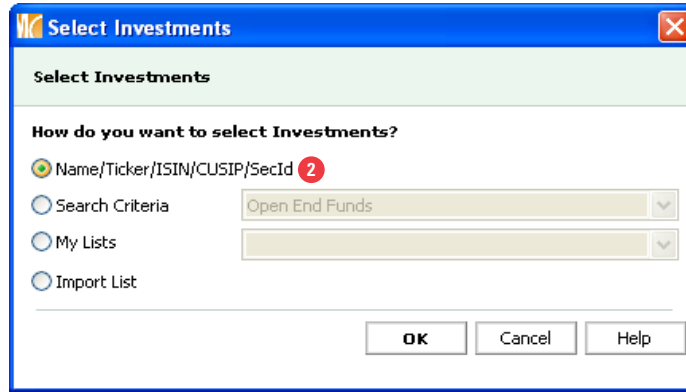 Select Investments
Select Investments
How do you want to select Investments?
Name/Ticker/ISIN/CUSIP/SecId 2
Search Criteria Open End Funds
My Lists
Import List
OK Cancel Help